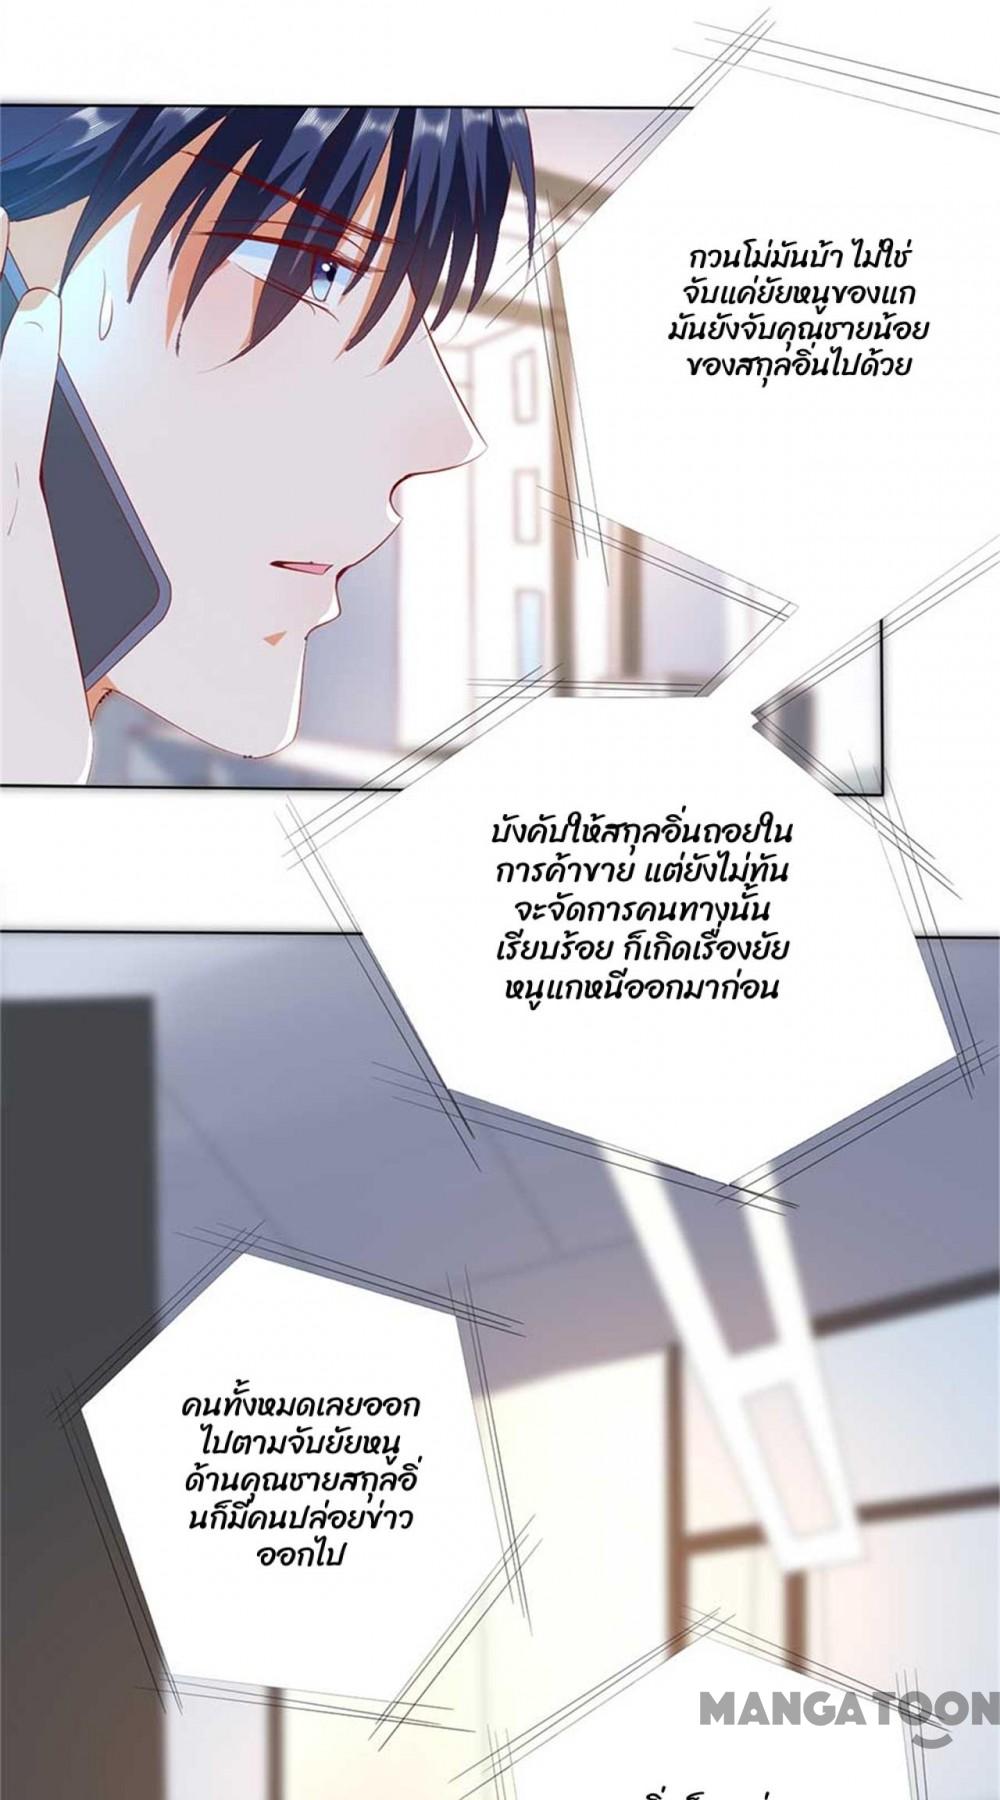 กวนโม่มันบ้า ไม่ใช่
จับแค่ยัยหนูของแก
มันยังจับคุณชายน้อย
ของสกุลอิ่นไปด้วย
บังคับให้สกุลอิ่นถอยใน
การค้าขาย แต่ยังไม่ทัน
จะจัดการคนทางนั้น
เรียบร้อย ก็เกิดเรื่องยัย
หนูแกหนีออกมาก่อน
คนทั้งหมดเลยออก
ไปตามจับยัยหนู
ด้านคุณชายสกุลอิ่
นก็มีคนปล่อยข่าว
ออกไป
MANGATOON